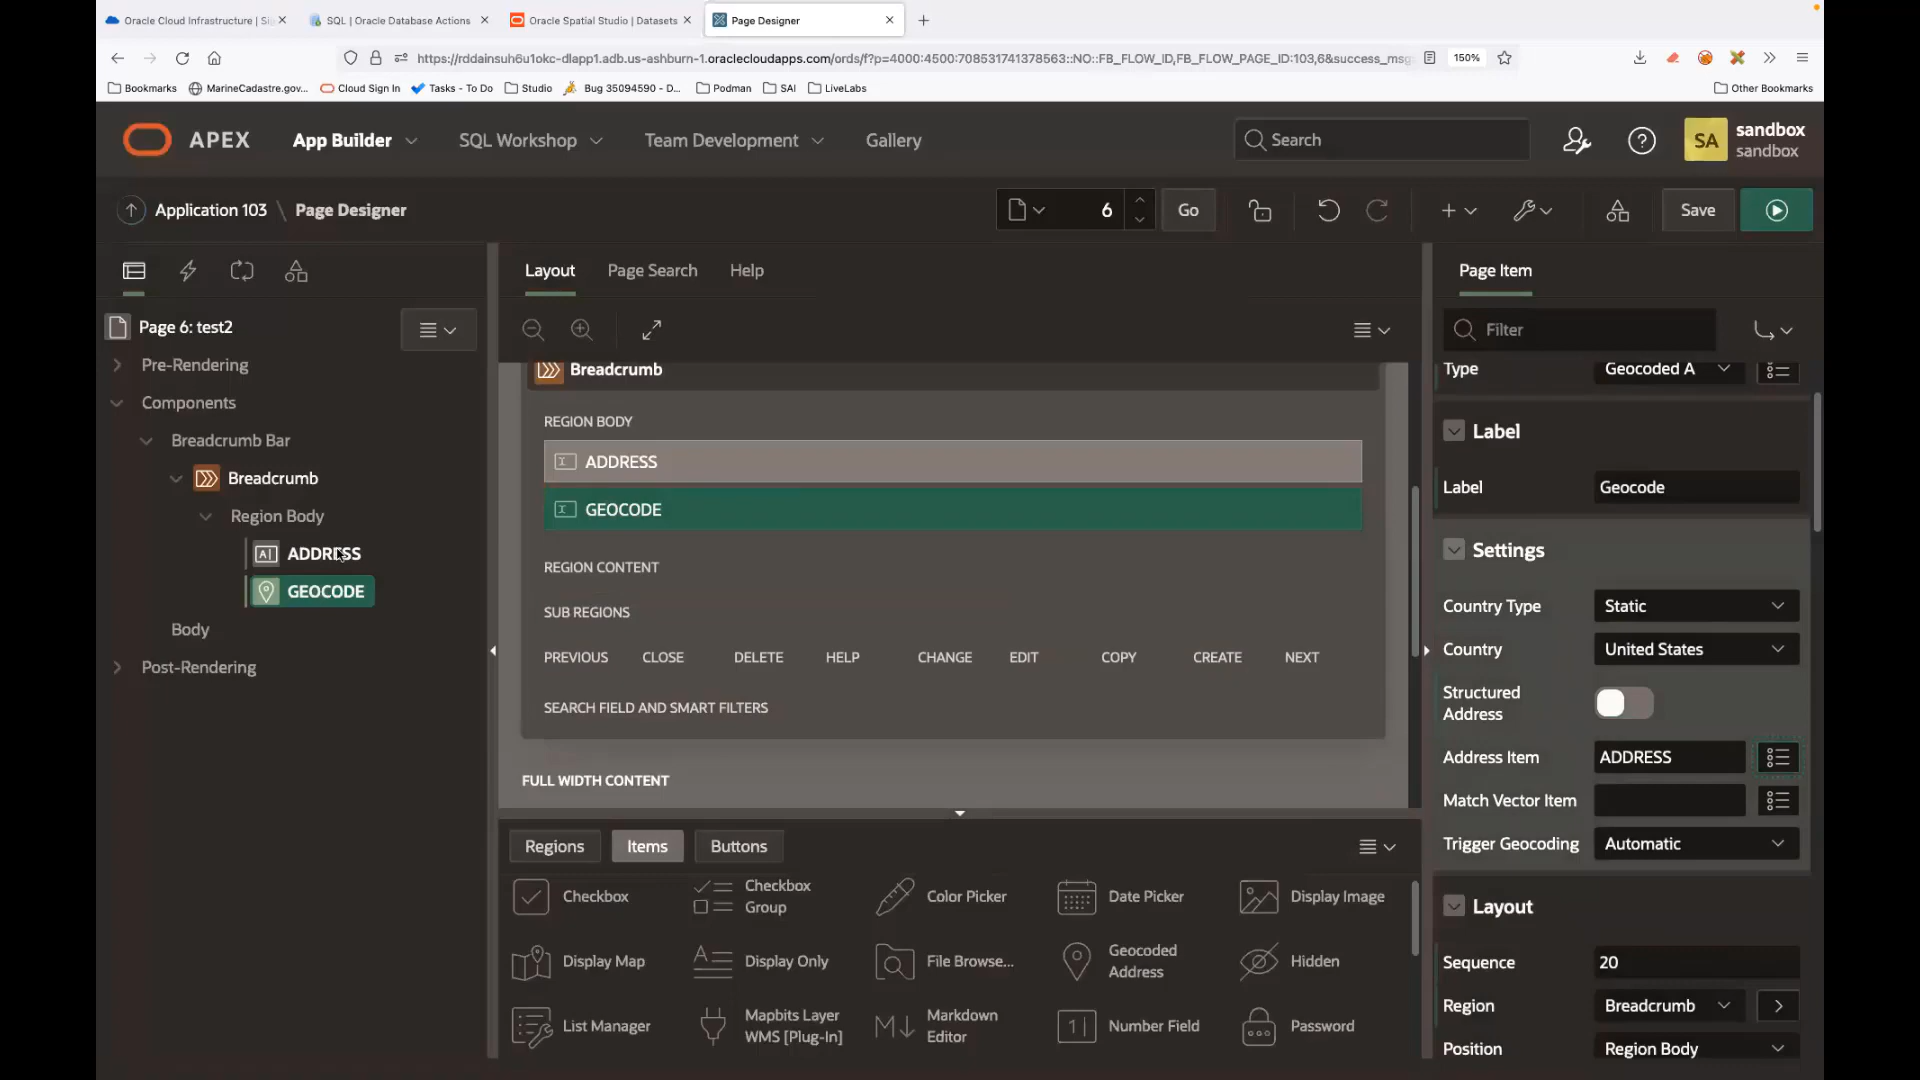 Oracle Cloud Infrastructure | Si
SQL | Oracle Database Actions
Oracle Spatial Studio | Datasets
Page Designer
https://rddainsuh6u1okc-dlapp1.adb.us-ashburn-1.oraclecloudapps.com/ords/f?p=4000:4500:708531741378563::NO::FB_FLOW_ID,FB_FLOW_PAGE_ID:103,6&success_msg
150%
Bookmarks
MarineCadastre.gov...
Cloud Sign In
Tasks - To Do
Studio
Bug 35094590 - D...
Podman
SAI
LiveLabs
Other Bookmarks
APEX
App Builder
SQL Workshop
Team Development
Gallery
Search
SA
sandbox
sandbox
Application 103 \ Page Designer
6
Go
Save
Layout
Page Search
Help
Page Item
Page 6: test2
Pre-Rendering
Components
Breadcrumb Bar
Breadcrumb
Region Body
ADDRESS
GEOCODE
Body
Post-Rendering
Breadcrumb
REGION BODY
ADDRESS
GEOCODE
REGION CONTENT
SUB REGIONS
PREVIOUS CLOSE DELETE HELP CHANGE EDIT COPY CREATE NEXT
SEARCH FIELD AND SMART FILTERS
FULL WIDTH CONTENT
Regions
Items
Buttons
Checkbox
Checkbox
Group
Color Picker
Date Picker
Display Image
Display Map
Display Only
File Browse...
Geocoded
Address
Hidden
List Manager
Mapbits Layer
WMS [Plug-In]
Markdown
Editor
Number Field
Password
Filter
Type Geocoded A
Label
Label Geocode
Settings
Country Type Static
Country United States
Structured
Address
Address Item ADDRESS
Match Vector Item
Trigger Geocoding Automatic
Layout
Sequence 20
Region Breadcrumb
Position Region Body